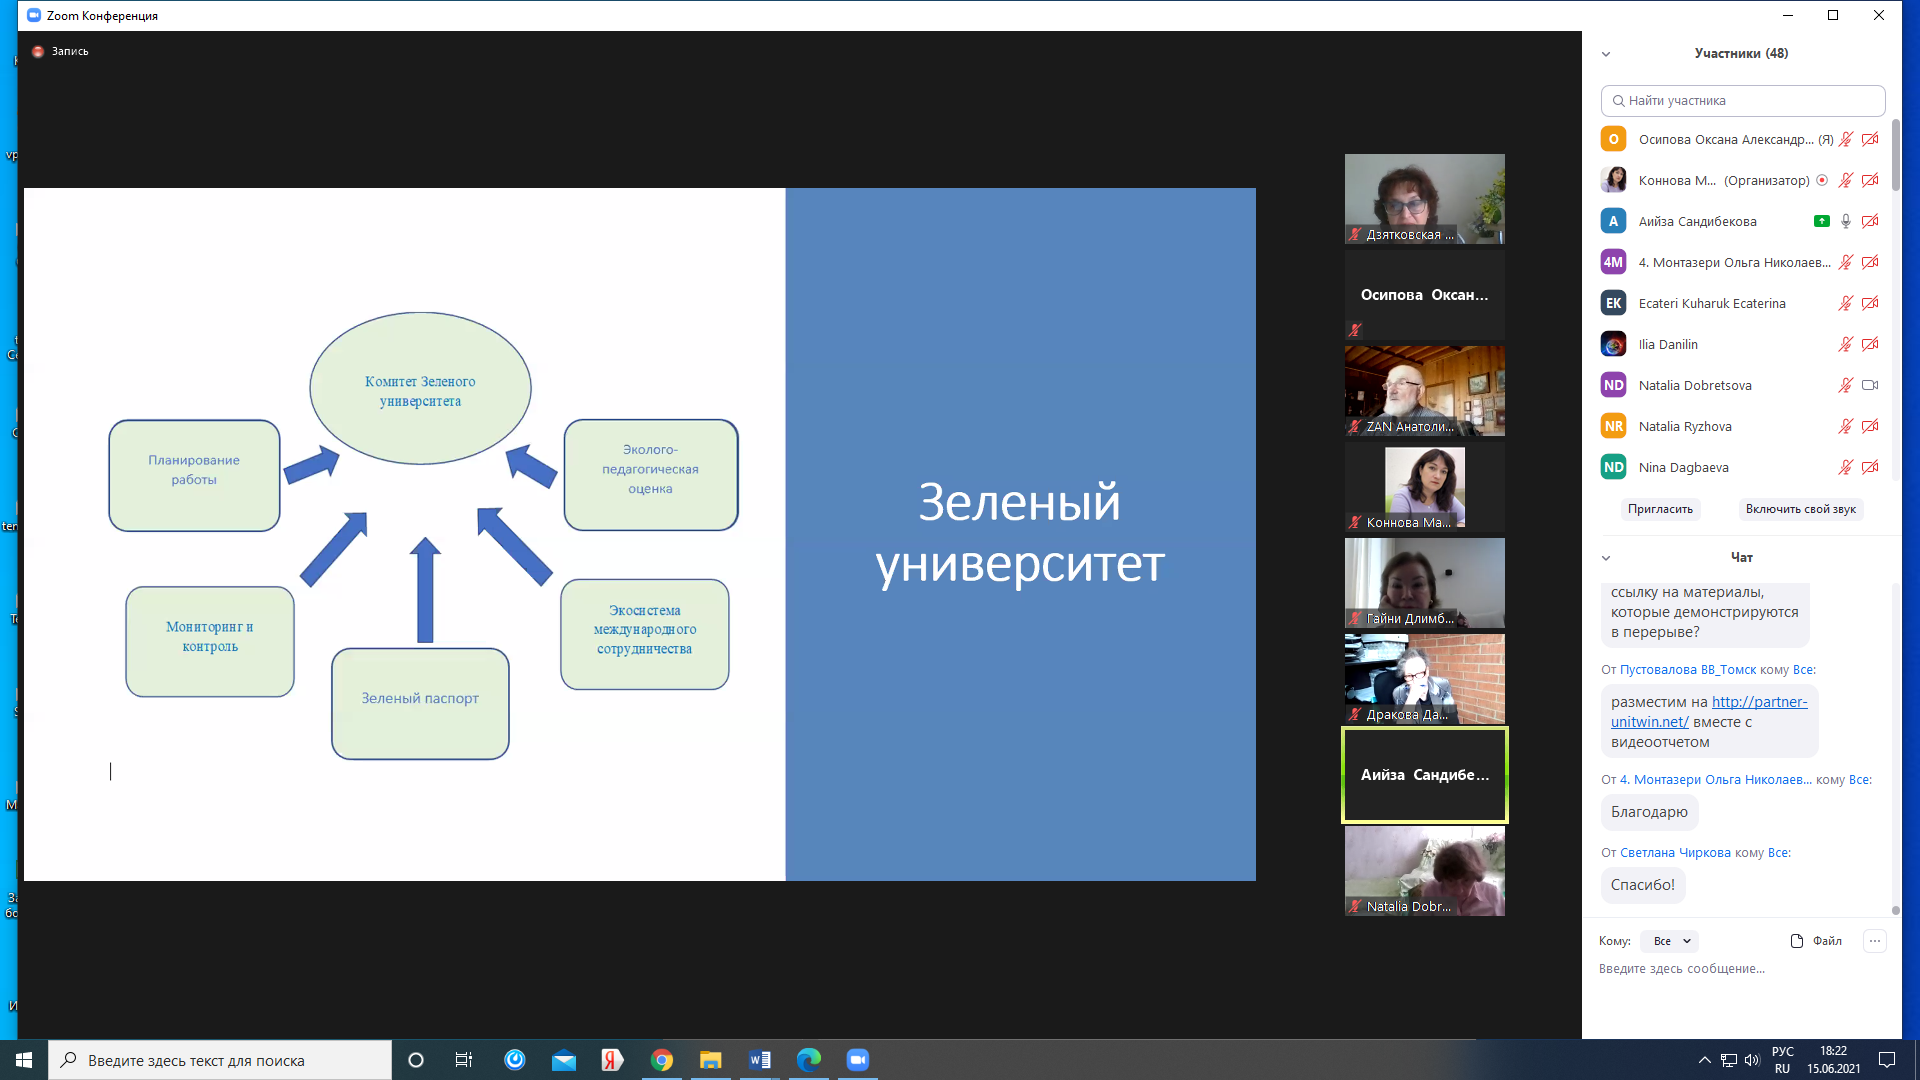 Zoom Конференция
Запись
Комитет Зеленого
университета
Планирование
работы
Эколого-
педагогическая
оценка
Мониторинг и
контроль
Экосистема
международного
сотрудничества
Зеленый паспорт
Зеленый
университет
Дзятковская ...
Осипова Оксан...
ZAN Анатоли...
Коннова Ма...
Гайни Длимб...
Дракова Да...
Аийза Сандибе...
Natalia Dobr...
Участники (48)
Найти участника
О Осипова Оксана Александр... (Я)
Коннова М... (Организатор)
А Аийза Сандибекова
4М 4. Монтазери Ольга Николаев...
EK Ecateri Kuharuk Ecaterina
Ilia Danilin
ND Natalia Dobretsova
NR Natalia Ryzhova
ND Nina Dagbaeva
Пригласить Включить свой звук
Чат
ссылку на материалы,
которые демонстрируются
в перерыве?
От Пустовалова ВВ_Томск кому Все:
разместим на http://partner-
unitwin.net/ вместе с
видеоотчетом
От 4. Монтазери Ольга Николаев... кому Все:
Благодарю
От Светлана Чиркова кому Все:
Спасибо!
Кому: Все Файл ...
Введите здесь сообщение...
Введите здесь текст для поиска
РУС
RU
18:22
15.06.2021